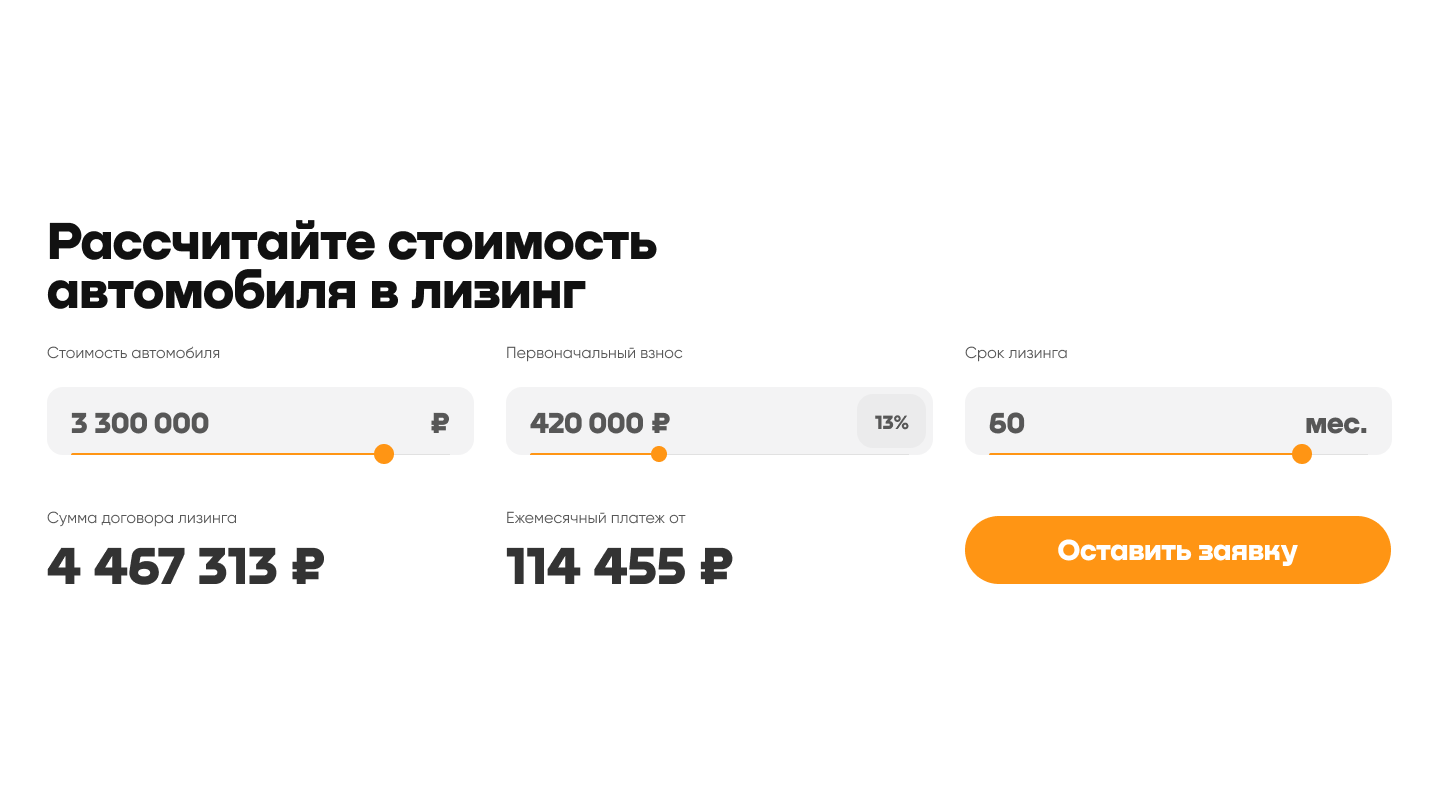 Рассчитайте стоимость
автомобиля в лизинг
Стоимость автомобиля
Первоначальный взнос
Срок лизинга
3 300 000 ₽
420 000 ₽ 13%
60 мес.
Сумма договора лизинга
Ежемесячный платеж от
4 467 313 ₽
114 455 ₽
Оставить заявку